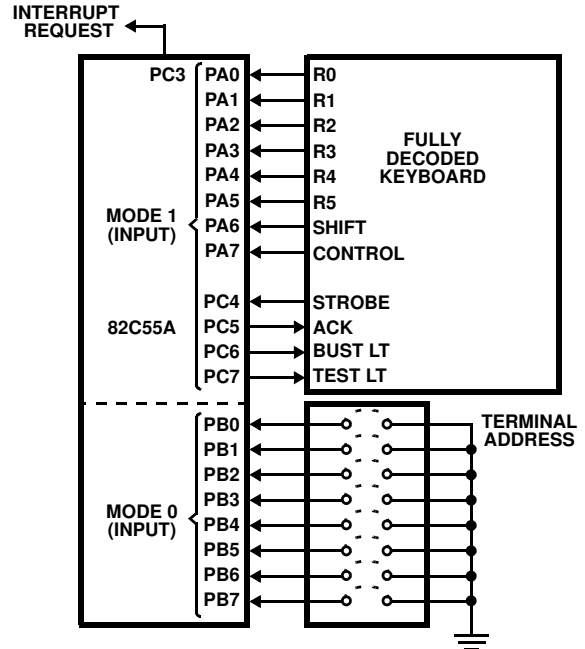 INTERRUPT
REQUEST
PC3 PA0 R0
PA1 R1
PA2 R2
PA3 R3
PA4 R4
PA5 R5
PA6 SHIFT
PA7 CONTROL
FULLY
DECODED
KEYBOARD
MODE 1
(INPUT)
PC4 STROBE
82C55A PC5 ACK
PC6 BUST LT
PC7 TEST LT
PB0
PB1
PB2
PB3
PB4
PB5
PB6
PB7
MODE 0
(INPUT)
TERMINAL
ADDRESS